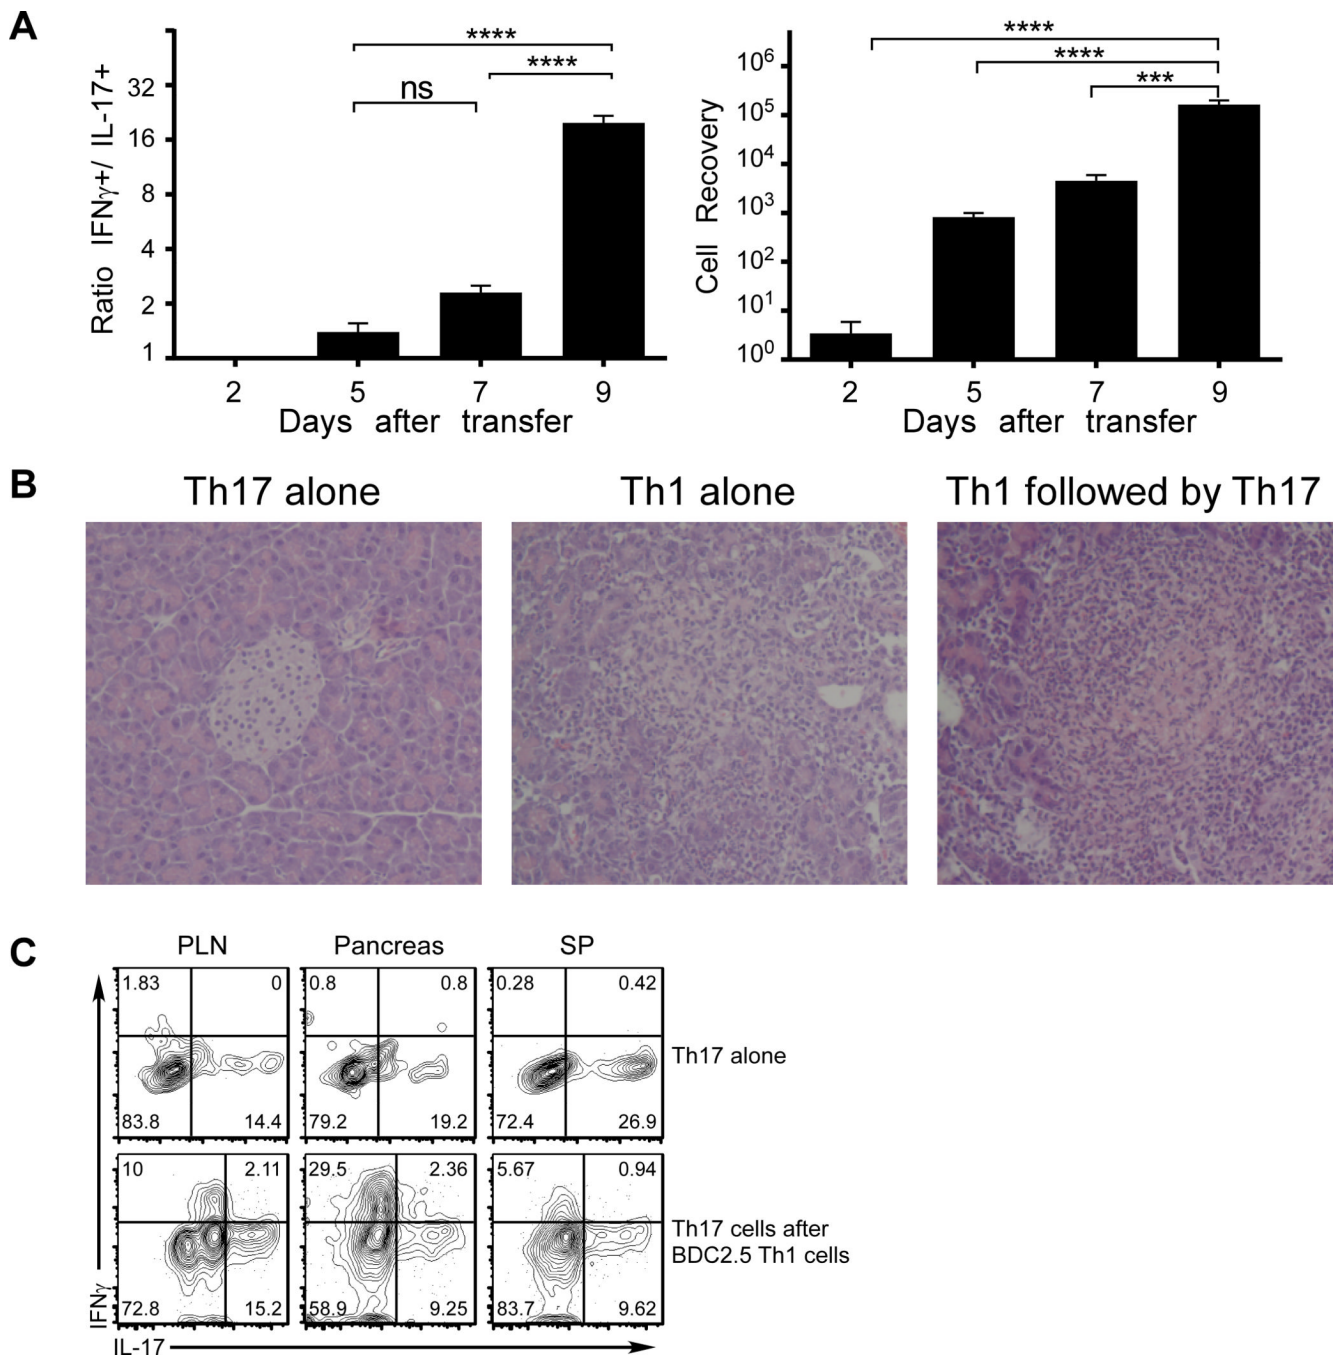 A
Ratio IFNγ+/ IL-17+
32
16
8
4
2
1
ns
****
****
2 5 7 9
Days after transfer
Cell Recovery
10⁶
10⁵
10⁴
10³
10²
10¹
10⁰
****
****
***
2 5 7 9
Days after transfer
B
Th17 alone
Th1 alone
Th1 followed by Th17
C
PLN
Pancreas
SP
1.83 0
83.8 14.4
0.8 0.8
79.2 19.2
0.28 0.42
72.4 26.9
Th17 alone
10 2.11
72.8 15.2
29.5 2.36
58.9 9.25
5.67 0.94
83.7 9.62
Th17 cells after
BDC2.5 Th1 cells
IFNγ
IL-17